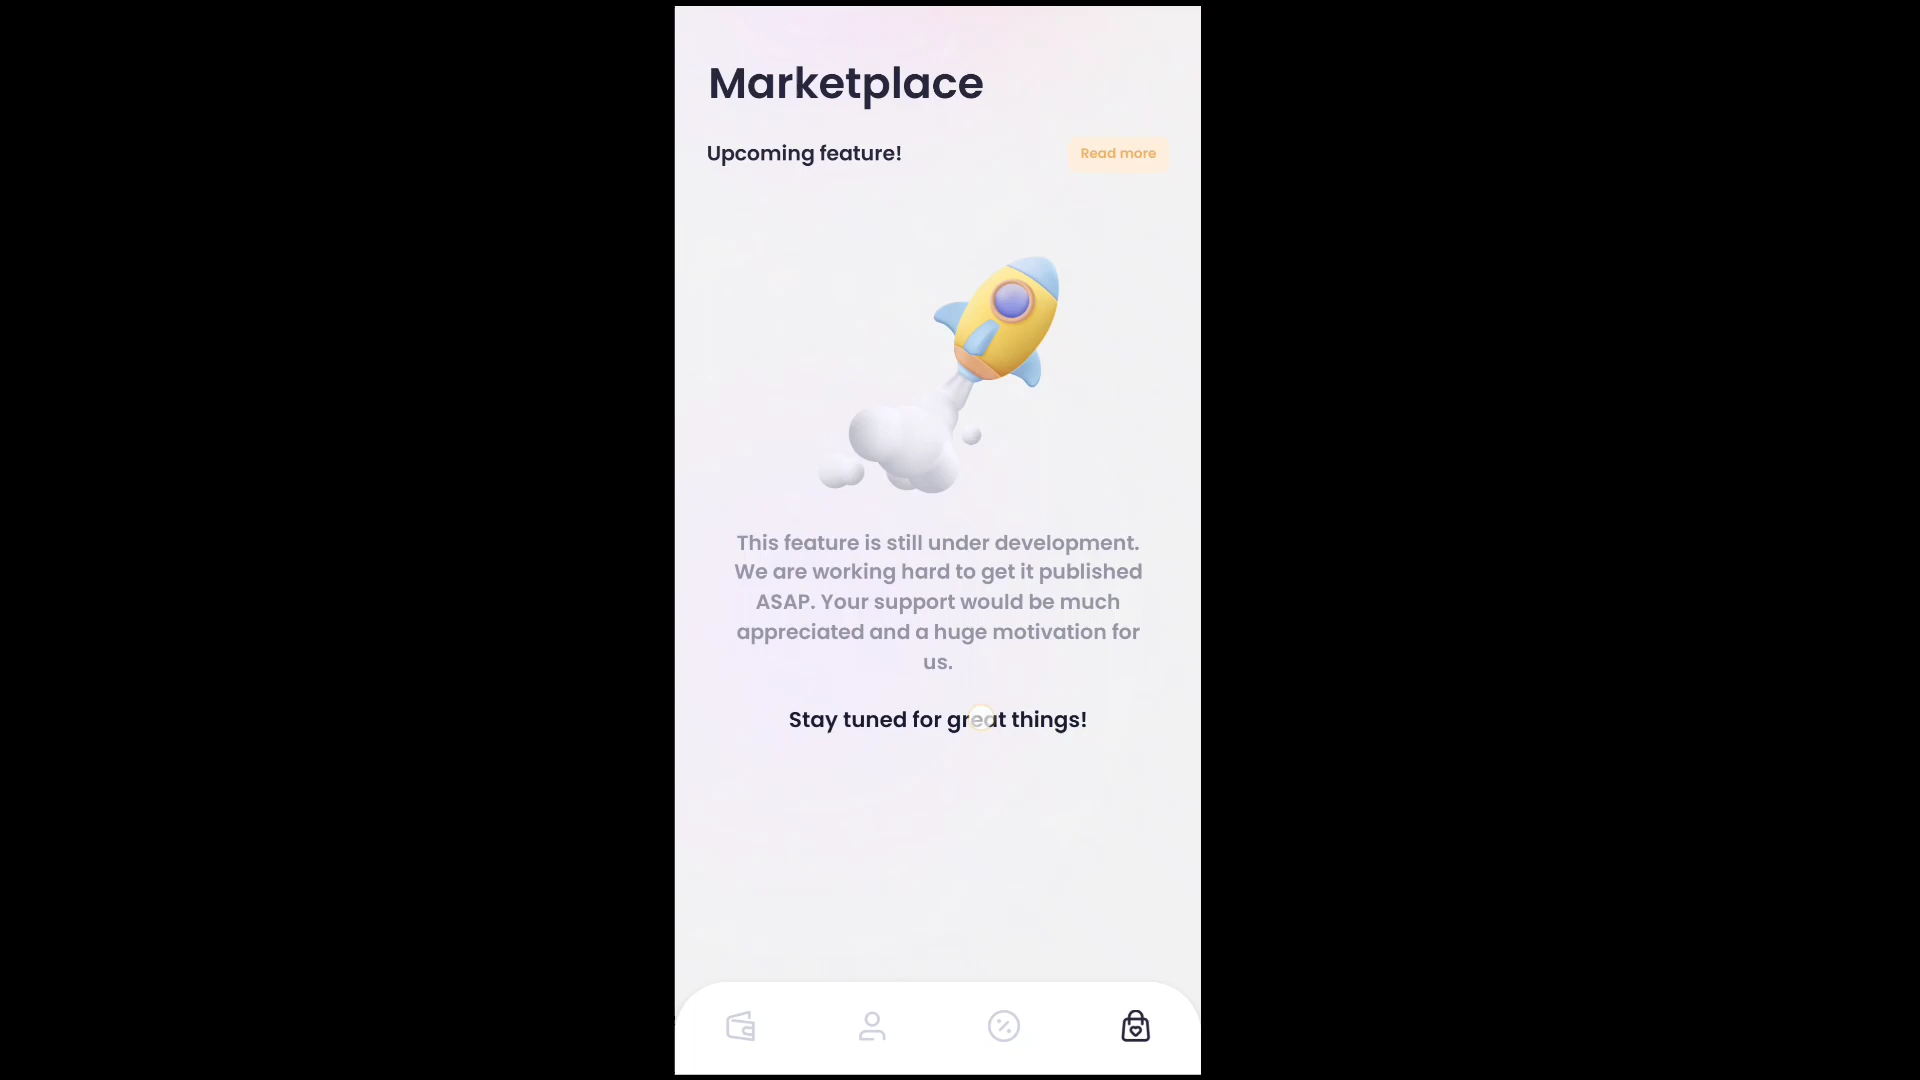 Marketplace
Upcoming feature!
Read more
This feature is still under development.
We are working hard to get it published
ASAP. Your support would be much
appreciated and a huge motivation for
us.
Stay tuned for great things!